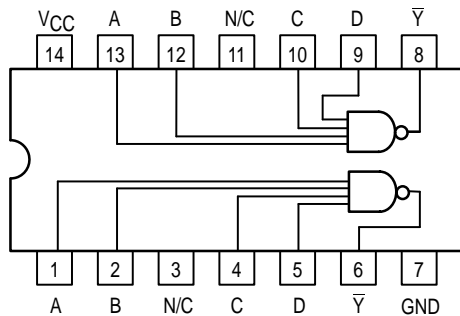 VCC A B N/C C D Y̅
14 13 12 11 10 9 8
1 2 3 4 5 6 7
A B N/C C D Y̅ GND